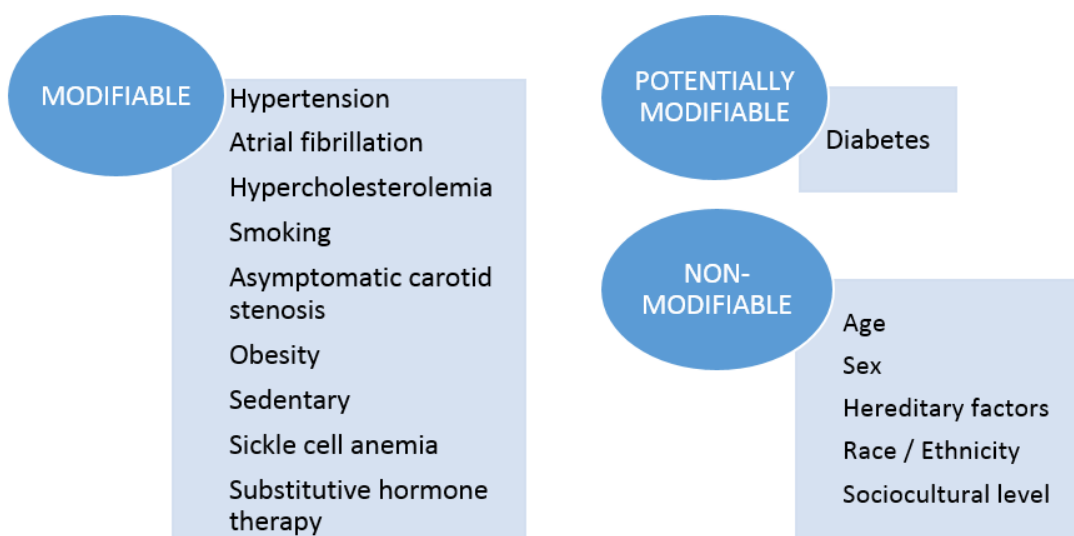 MODIFIABLE
Hypertension
Atrial fibrillation
Hypercholesterolemia
Smoking
Asymptomatic carotid
stenosis
Obesity
Sedentary
Sickle cell anemia
Substitutive hormone
therapy
POTENTIALLY
MODIFIABLE
Diabetes
NON-
MODIFIABLE
Age
Sex
Hereditary factors
Race / Ethnicity
Sociocultural level